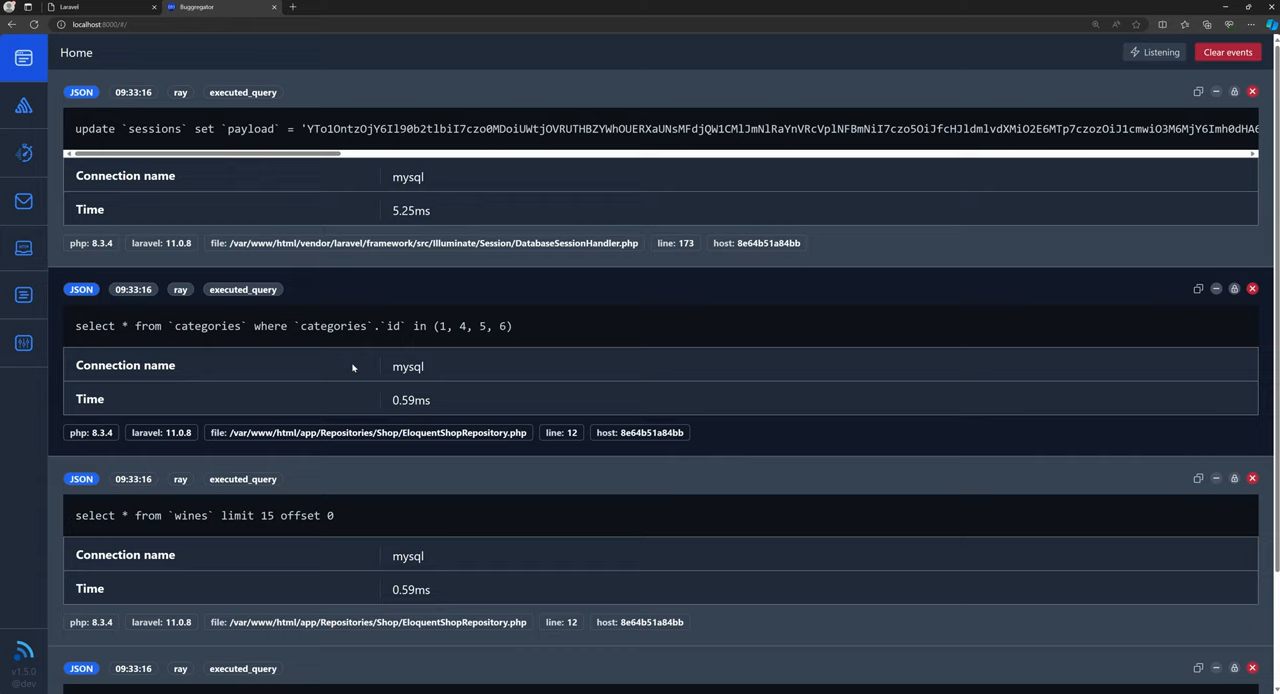 Laravel
Buggregator
localhost:8000/#/
Home
Listening
Clear events
JSON 09:33:16 ray executed_query
update `sessions` set `payload` =
Connection name mysql
Time 5.25ms
php: 8.3.4 laravel: 11.0.8 file: /var/www/html/vendor/laravel/framework/src/Illuminate/Session/DatabaseSessionHandler.php line: 173 host: 8e64b51a84bb
JSON 09:33:16 ray executed_query
select * from `categories` where `categories`.`id` in (1, 4, 5, 6)
Connection name mysql
Time 0.59ms
php: 8.3.4 laravel: 11.0.8 file: /var/www/html/app/Repositories/Shop/EloquentShopRepository.php line: 12 host: 8e64b51a84bb
JSON 09:33:16 ray executed_query
select * from `wines` limit 15 offset 0
Connection name mysql
Time 0.59ms
php: 8.3.4 laravel: 11.0.8 file: /var/www/html/app/Repositories/Shop/EloquentShopRepository.php line: 12 host: 8e64b51a84bb
v1.5.0
@dev
JSON 09:33:16 ray executed_query